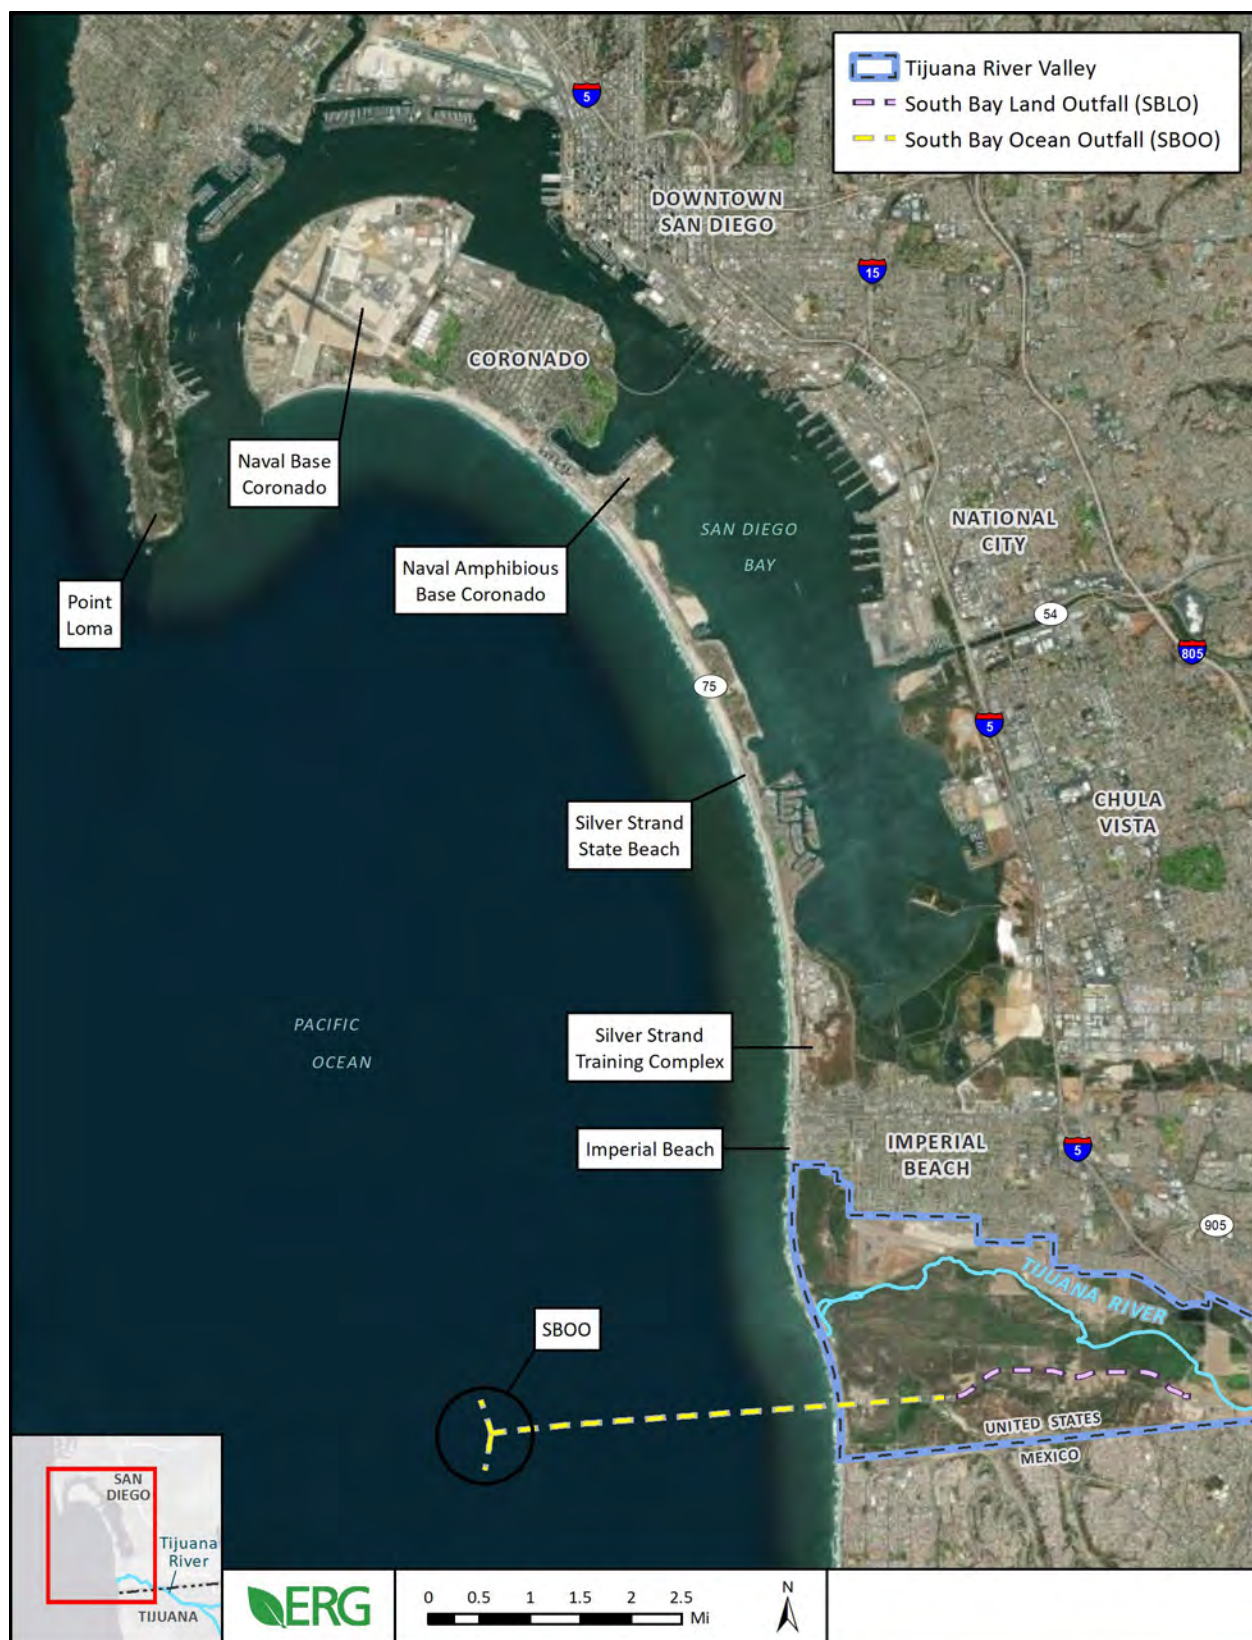 Tijuana River Valley
South Bay Land Outfall (SBLO)
South Bay Ocean Outfall (SBOO)
5
DOWNTOWN
SAN DIEGO
15
CORONADO
Naval Base
Coronado
Naval Amphibious
Base Coronado
SAN DIEGO
BAY
NATIONAL
CITY
Point
Loma
54
805
75
5
Silver Strand
State Beach
CHULA
VISTA
PACIFIC
OCEAN
Silver Strand
Training Complex
Imperial Beach
IMPERIAL
BEACH
5
905
TIJUANA RIVER
SBOO
UNITED STATES
MEXICO
SAN
DIEGO
Tijuana
River
TIJUANA
ERG
0 0.5 1 1.5 2 2.5
Mi
N